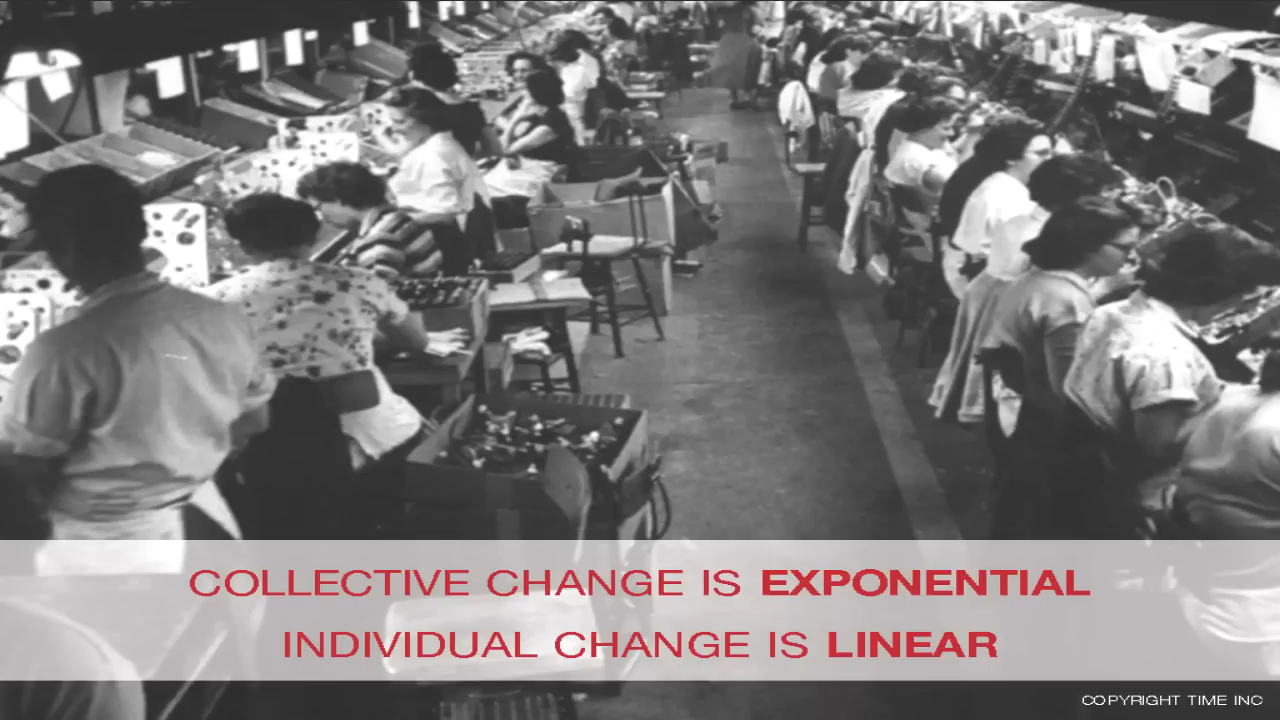 COLLECTIVE CHANGE IS EXPONENTIAL
INDIVIDUAL CHANGE IS LINEAR
COPYRIGHT TIME INC